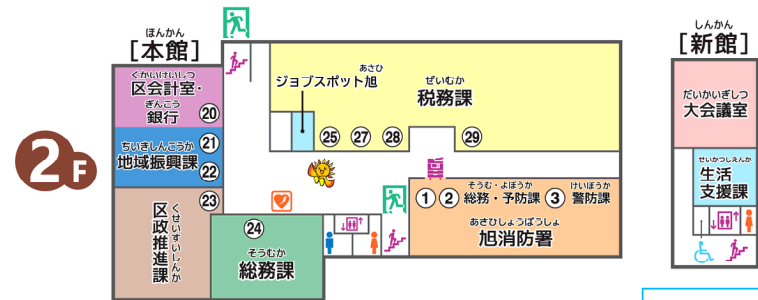 2F
ほんかん
[本館]
くかいけいしつ
区会計室・
ぎんこう
銀行 ⑳
ちいきしんこうか
地域振興課
㉑
㉒
㉓
くせいすいしんか
区政推進課
㉔
そうむか
総務課
あさひ
ジョブスポット旭
ぜいむか
税務課
㉕ ㉗ ㉘ ㉙
そうむ・よぼうか
① ② 総務・予防課
けいぼうか
③ 警防課
あさひしょうぼうしょ
旭消防署
しんかん
[新館]
だいかいぎしつ
大会議室
せいかつしえんか
生活
支援課